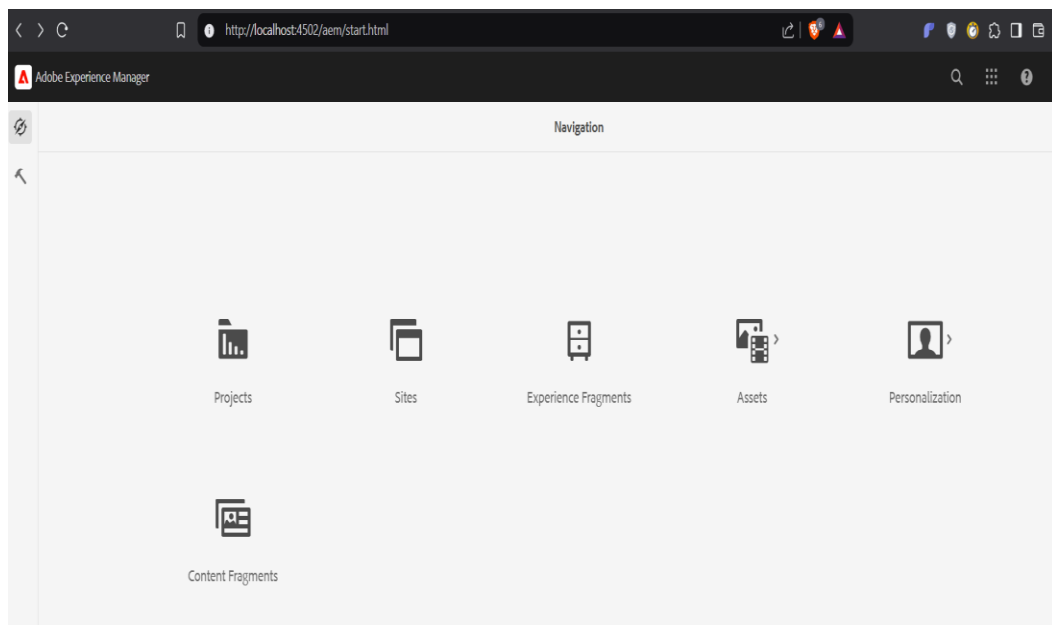 http://localhost:4502/aem/start.html
Adobe Experience Manager
Navigation
Projects Sites Experience Fragments Assets Personalization
Content Fragments